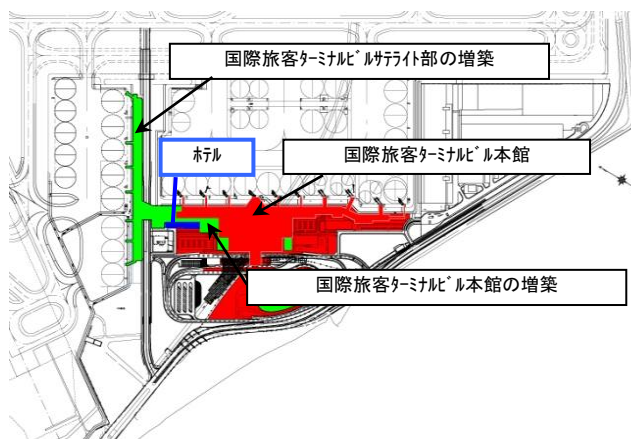 国際旅客ﾀｰﾐﾅﾙﾋﾞﾙｻﾃﾗｲﾄ部の増築
ﾎﾃﾙ
国際旅客ﾀｰﾐﾅﾙﾋﾞﾙ本館
国際旅客ﾀｰﾐﾅﾙﾋﾞﾙ本館の増築